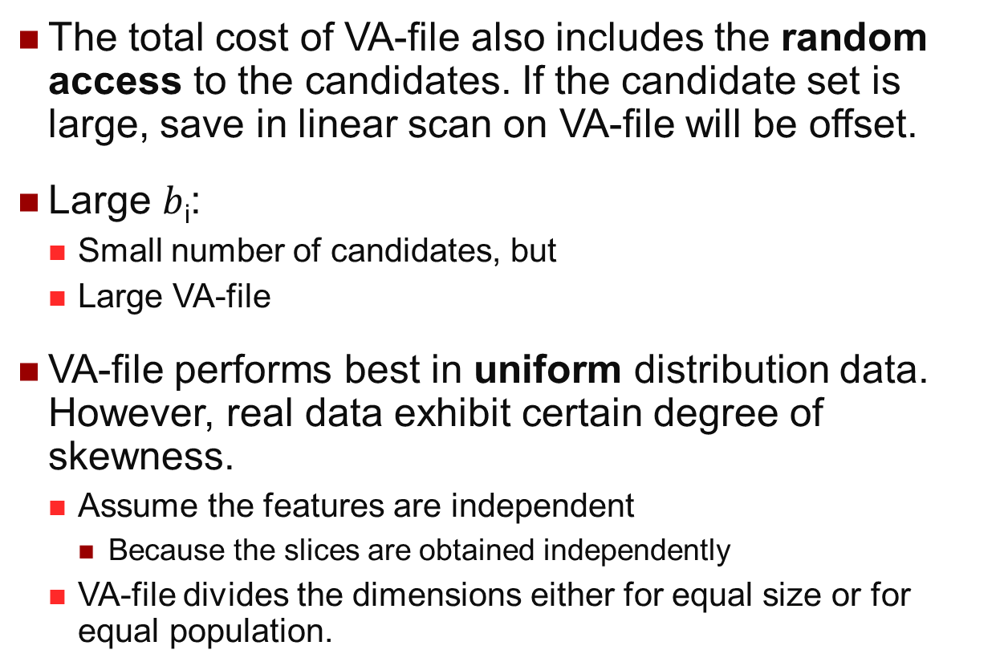 The total cost of VA-file also includes the random
access to the candidates. If the candidate set is
large, save in linear scan on VA-file will be offset.
Large bᵢ:
Small number of candidates, but
Large VA-file
VA-file performs best in uniform distribution data.
However, real data exhibit certain degree of
skewness.
Assume the features are independent
Because the slices are obtained independently
VA-file divides the dimensions either for equal size or for
equal population.